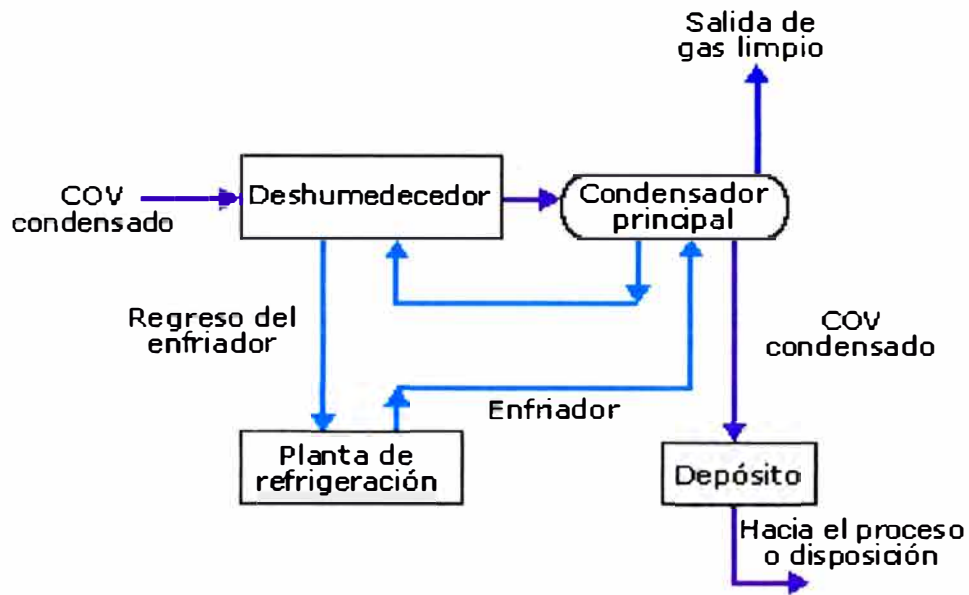 Salida de
gas limpio
COV
condensado
Deshumedecedor
Condensador
principal
Regreso del
enfriador
COV
condensado
Enfriador
Planta de
refrigeración
Depósito
Hacia el proceso
o disposición